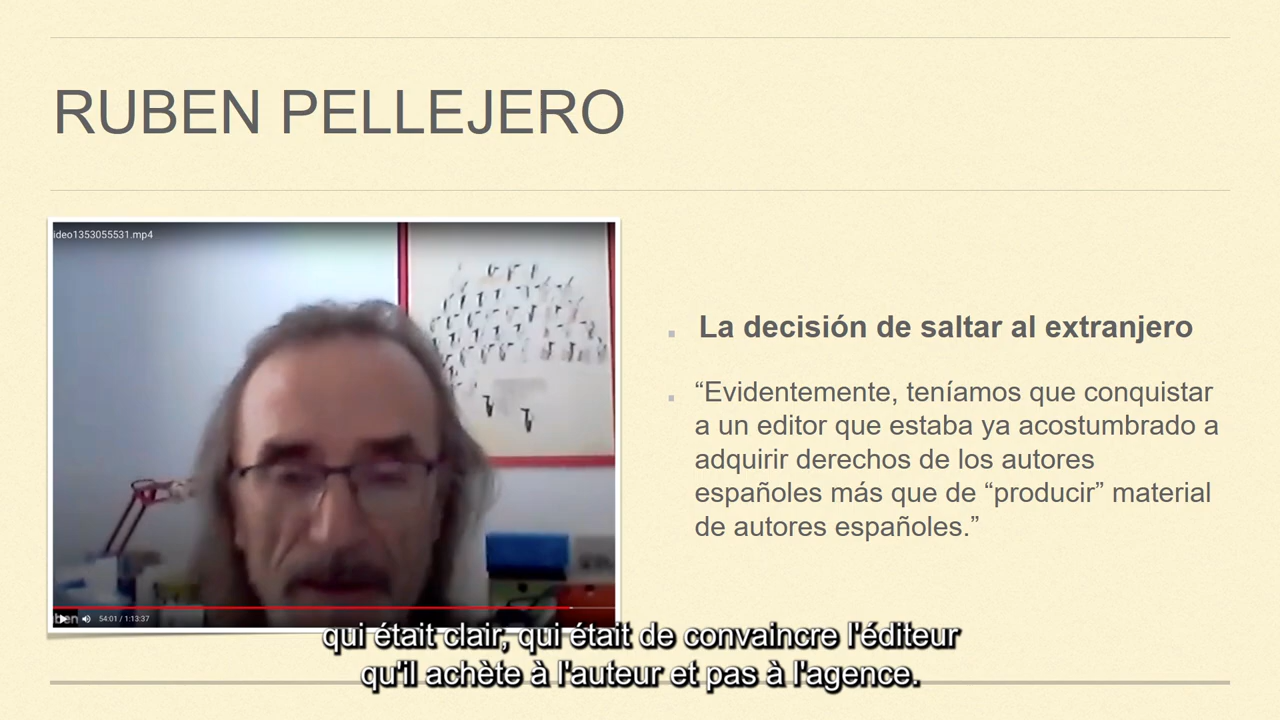 RUBEN PELLEJERO
ideo1353055531.mp4
La decisión de saltar al extranjero
“Evidentemente, teníamos que conquistar
a un editor que estaba ya acostumbrado a
adquirir derechos de los autores
españoles más que de “producir” material
de autores españoles.”
ben
54:01 / 1:13:37
qui était clair, qui était de convaincre l'éditeur
qu'il achète à l'auteur et pas à l'agence.